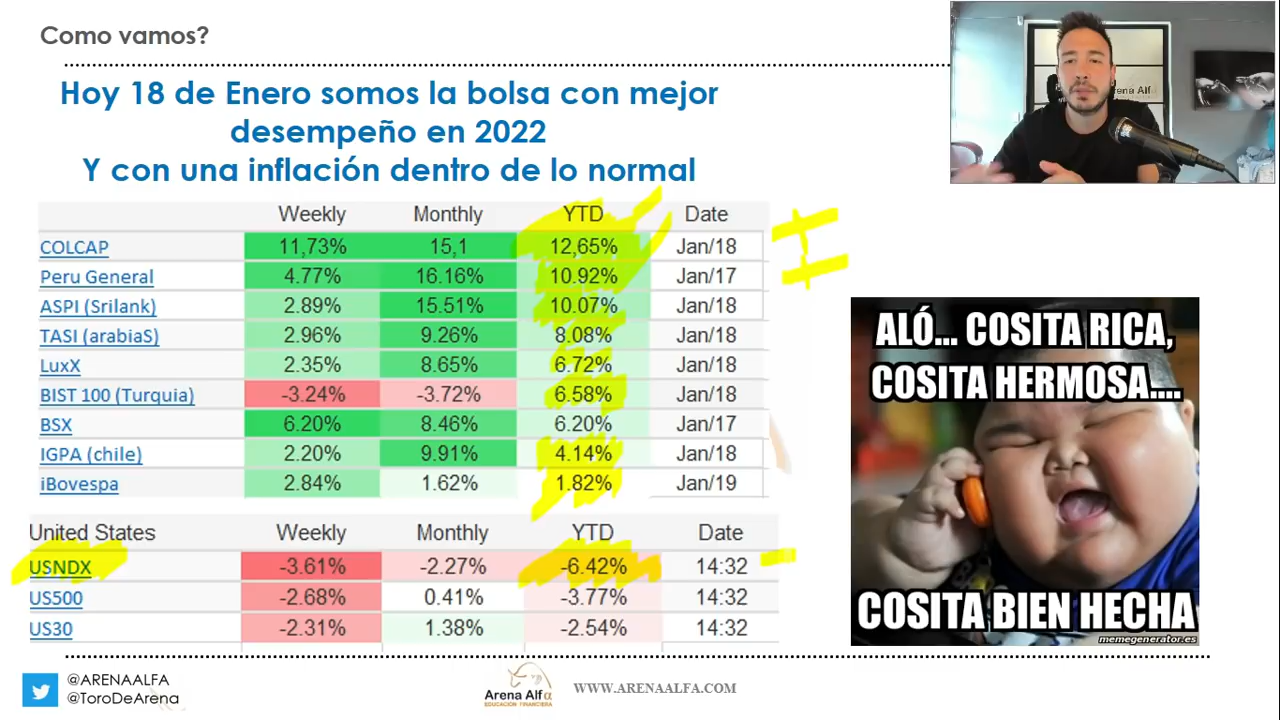 Como vamos?
Hoy 18 de Enero somos la bolsa con mejor
desempeño en 2022
Y con una inflación dentro de lo normal
Weekly Monthly YTD Date
COLCAP 11,73% 15,1 12,65% Jan/18
Peru General 4.77% 16.16% 10.92% Jan/17
ASPI (Srilank) 2.89% 15.51% 10.07% Jan/18
TASI (arabiaS) 2.96% 9.26% 8.08% Jan/18
LuxX 2.35% 8.65% 6.72% Jan/18
BIST 100 (Turquia) -3.24% -3.72% 6.58% Jan/18
BSX 6.20% 8.46% 6.20% Jan/17
IGPA (chile) 2.20% 9.91% 4.14% Jan/18
iBovespa 2.84% 1.62% 1.82% Jan/19
United States Weekly Monthly YTD Date
USNDX -3.61% -2.27% -6.42% 14:32
US500 -2.68% 0.41% -3.77% 14:32
US30 -2.31% 1.38% -2.54% 14:32
ALÓ... COSITA RICA,
COSITA HERMOSA....
COSITA BIEN HECHA
memegenerator.es
@ARENAALFA
@ToroDeArena
Arena Alfα
EDUCACIÓN FINANCIERA
WWW.ARENAALFA.COM